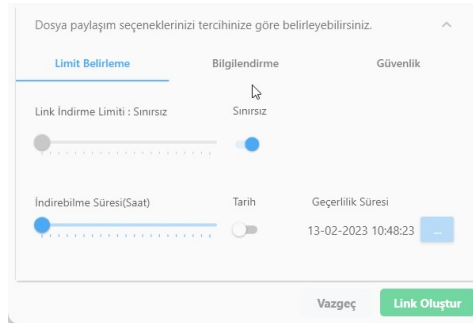 Dosya paylaşım seçeneklerinizi tercihinize göre belirleyebilirsiniz.
Limit Belirleme Bilgilendirme Güvenlik
Link İndirme Limiti : Sınırsız Sınırsız
İndirebilme Süresi(Saat) Tarih Geçerlilik Süresi
13-02-2023 10:48:23 ...
Vazgeç Link Oluştur